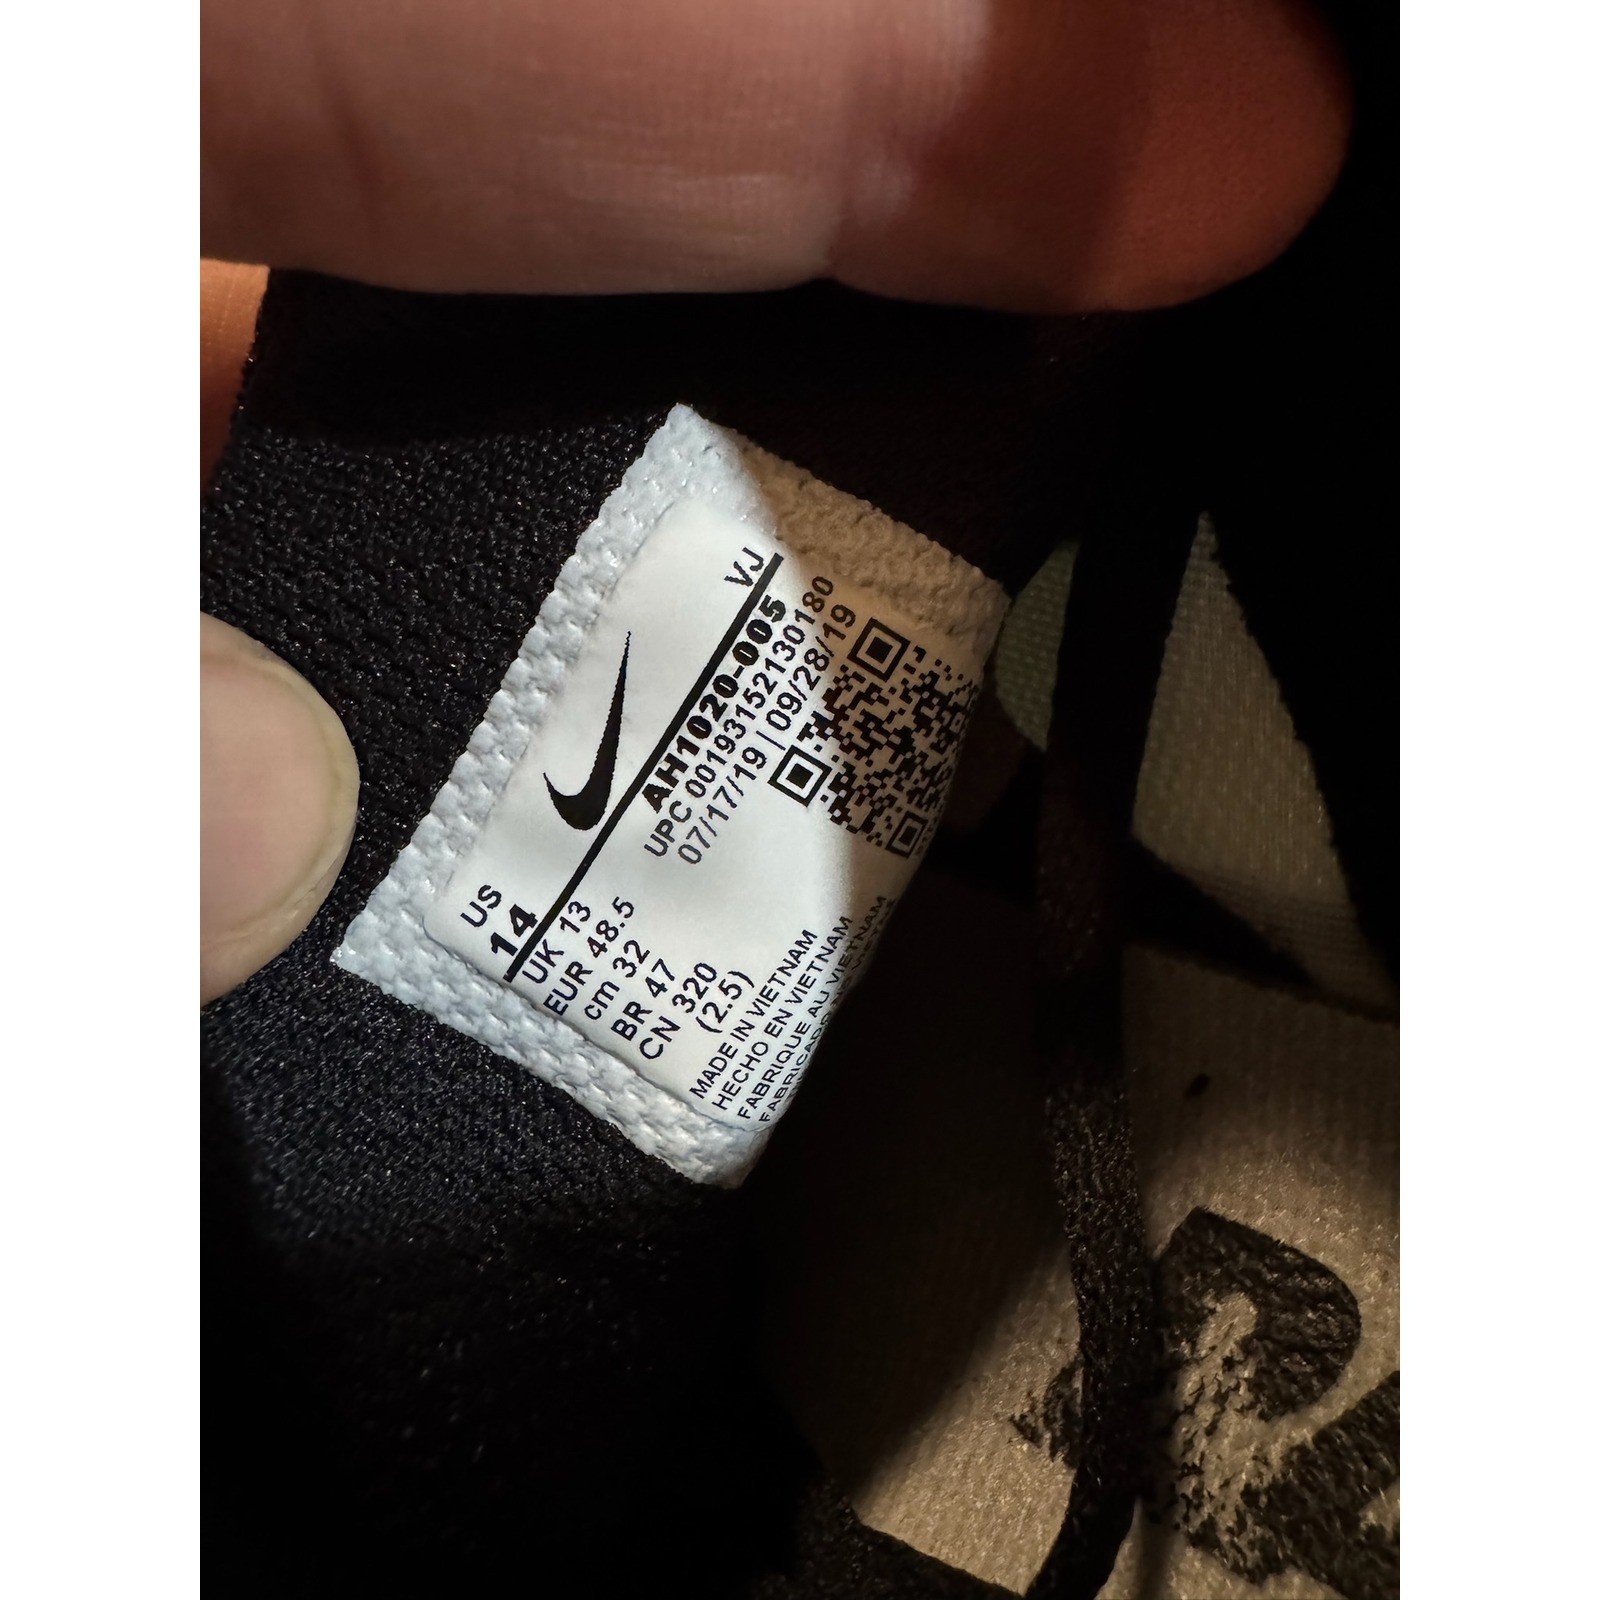 VJ
US
14
AH1020-005
UPC 00193152130180
07/17/19 | 09/28/19
UK 13
EUR 48.5
cm 32
BR 47
CN 320
(2.5)
MADE IN VIETNAM
HECHO EN VIETNAM
FABRIQUE AU VIETNAM